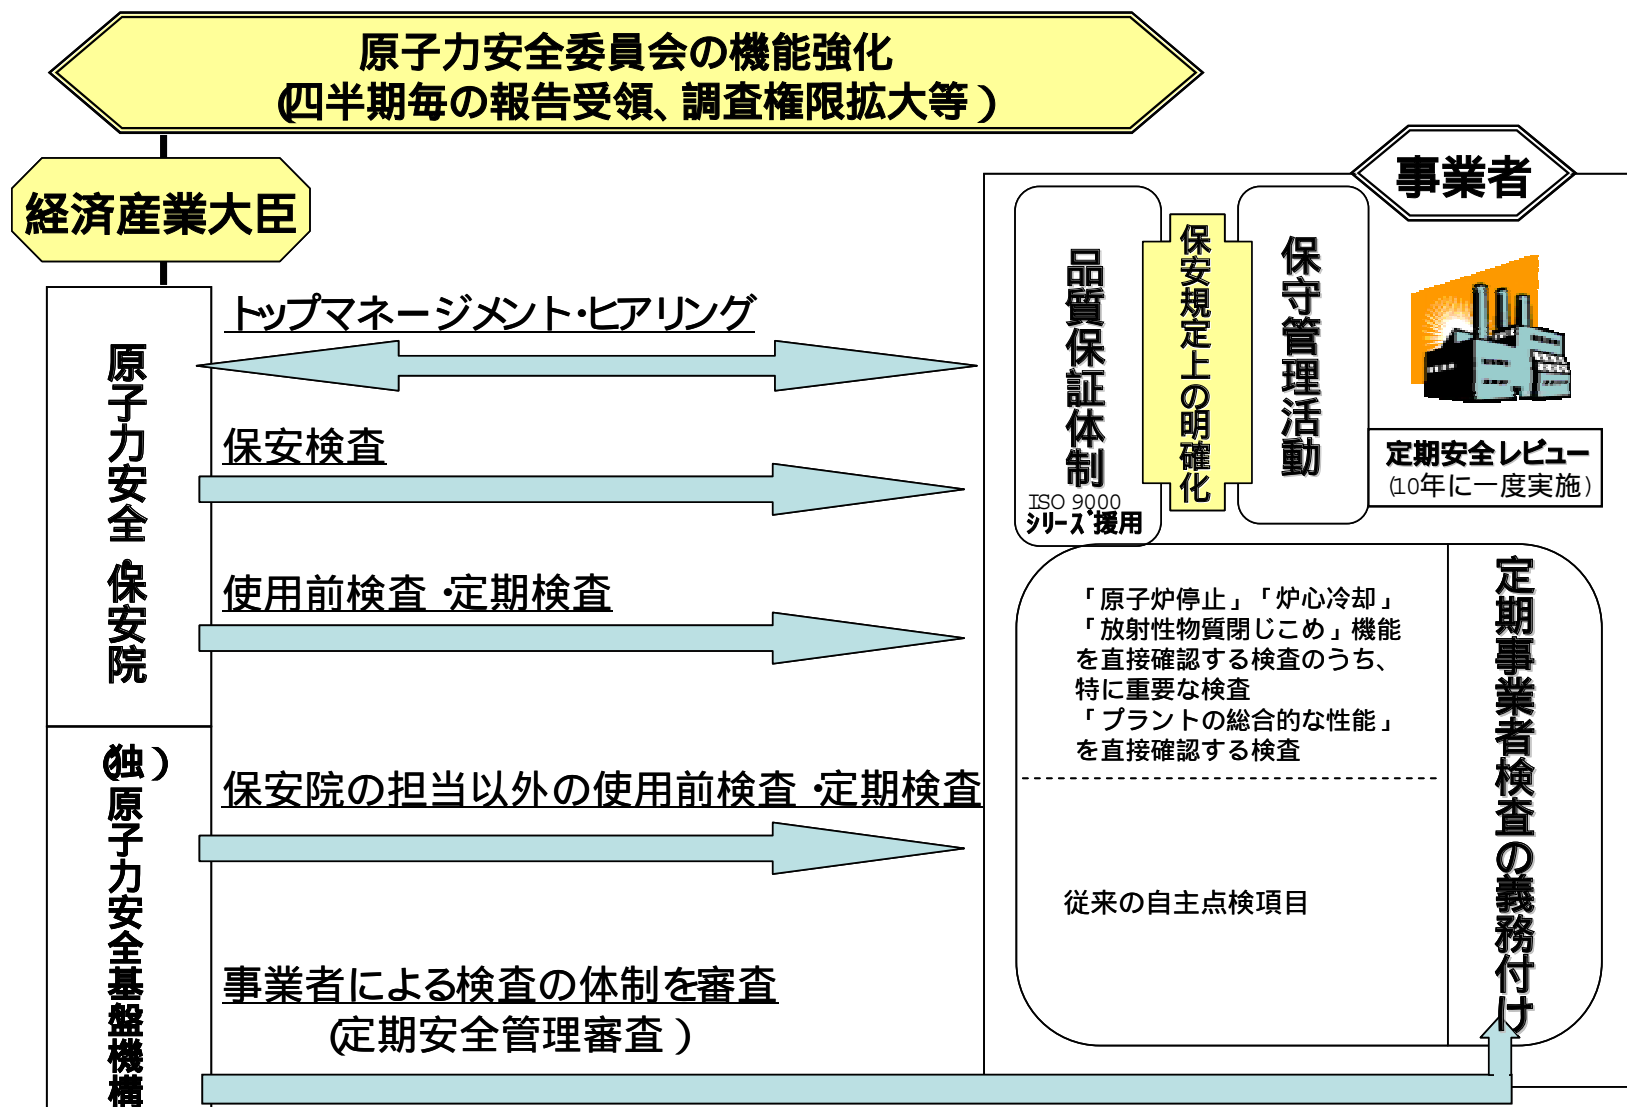 原子力安全委員会の機能強化
(四半期毎の報告受領、調査権限拡大等)
経済産業大臣
事業者
原子力安全・保安院
トップマネージメント・ヒアリング
保安検査
使用前検査・定期検査
(独)
原子力安全基盤機構
保安院の担当以外の使用前検査・定期検査
事業者による検査の体制を審査
(定期安全管理審査)
品質保証体制
ISO 9000
シリーズ援用
保安規定上の明確化
保守管理活動
定期安全レビュー
(10年に一度実施)
「原子炉停止」「炉心冷却」
「放射性物質閉じこめ」機能
を直接確認する検査のうち、
特に重要な検査
「プラントの総合的な性能」
を直接確認する検査
従来の自主点検項目
定期事業者検査の義務付け